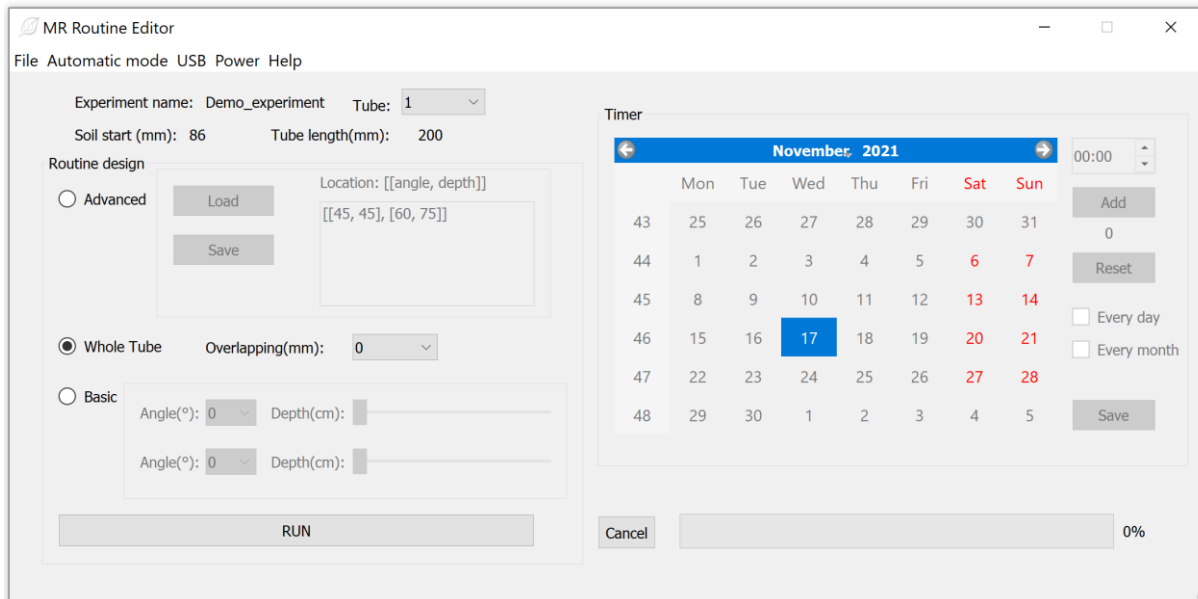 MR Routine Editor
File Automatic mode USB Power Help
Experiment name: Demo_experiment Tube: 1
Soil start (mm): 86 Tube length(mm): 200
Routine design
Advanced
Load
Save
Location: [[angle, depth]]
[[45, 45], [60, 75]]
Whole Tube Overlapping(mm): 0
Basic
Angle(°): 0 Depth(cm):
Angle(°): 0 Depth(cm):
RUN
Timer
November, 2021
Mon Tue Wed Thu Fri Sat Sun
43 25 26 27 28 29 30 31
44 1 2 3 4 5 6 7
45 8 9 10 11 12 13 14
46 15 16 17 18 19 20 21
47 22 23 24 25 26 27 28
48 29 30 1 2 3 4 5
00:00
Add
0
Reset
Every day
Every month
Save
Cancel 0%